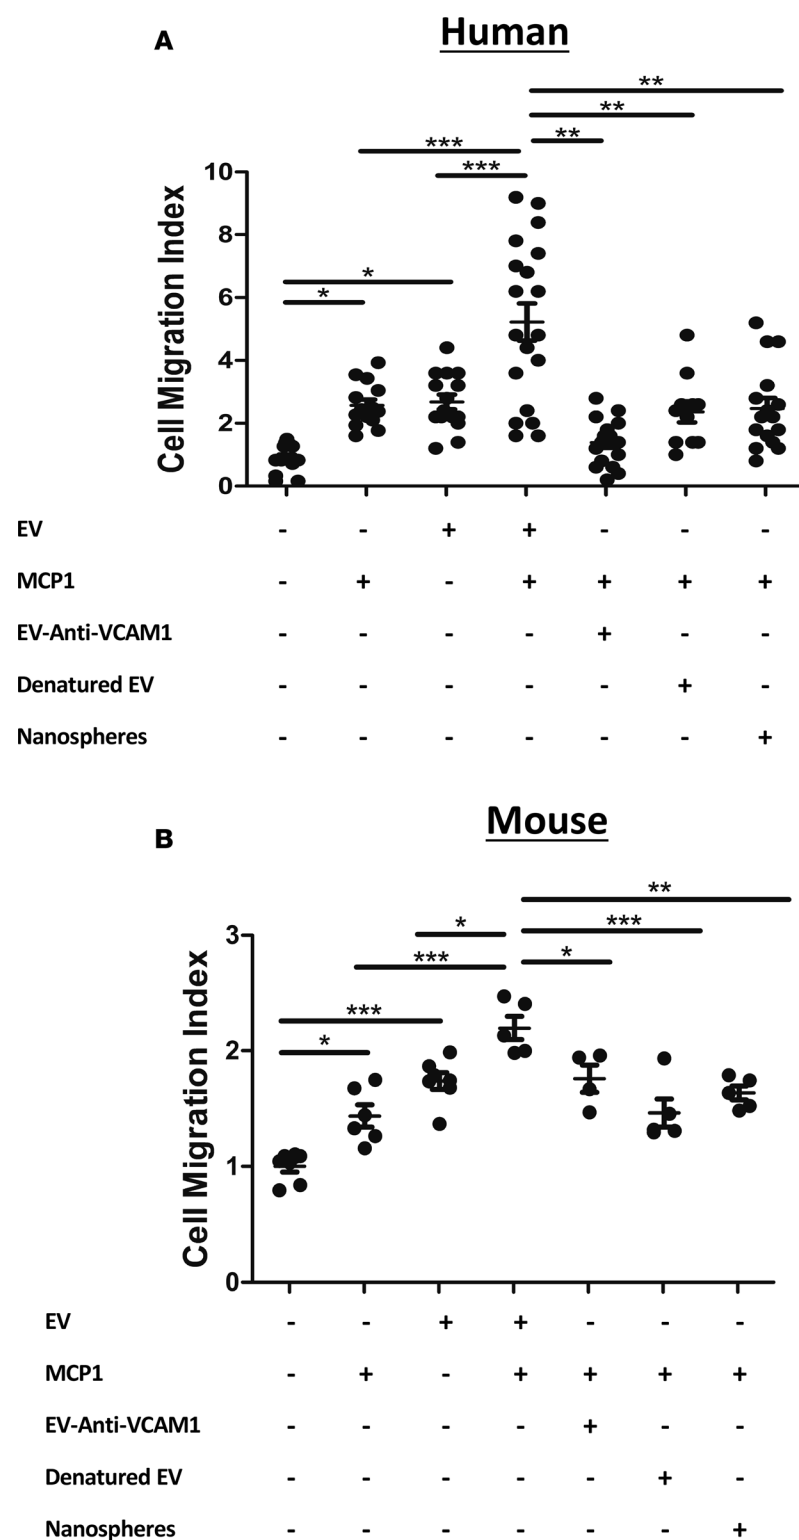 A
Human
**
**
***
**
***
*
*
Cell Migration Index
10
8
6
4
2
0
EV - - + + - - -
MCP1 - + - + + + +
EV-Anti-VCAM1 - - - - + - -
Denatured EV - - - - - + -
Nanospheres - - - - - - +
B
Mouse
**
*
***
***
*
***
*
Cell Migration Index
3
2
1
0
EV - - + + - - -
MCP1 - + - + + + +
EV-Anti-VCAM1 - - - - + - -
Denatured EV - - - - - + -
Nanospheres - - - - - - +